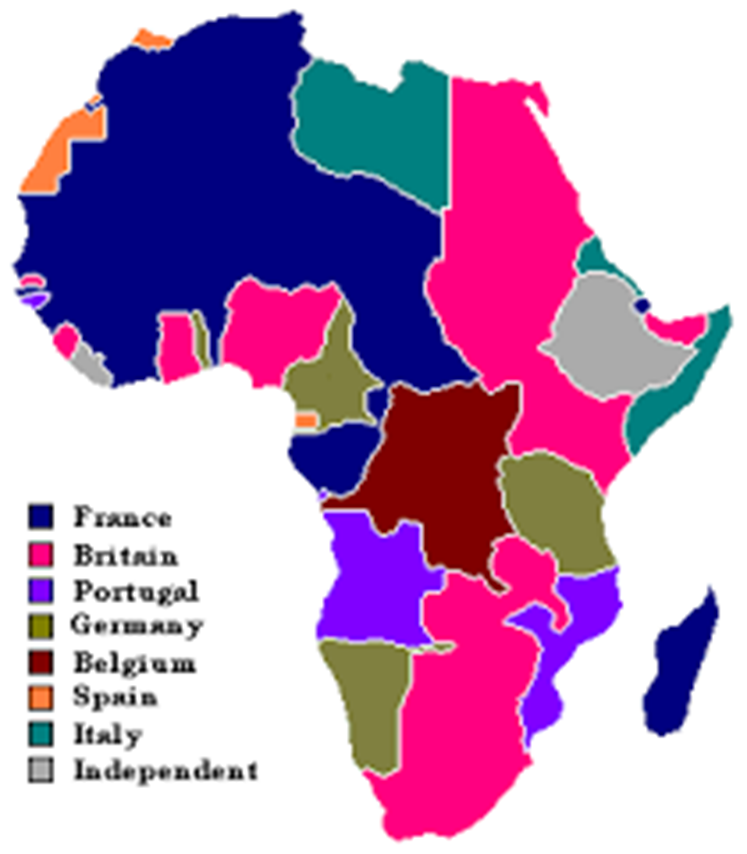 France
Britain
Portugal
Germany
Belgium
Spain
Italy
Independent